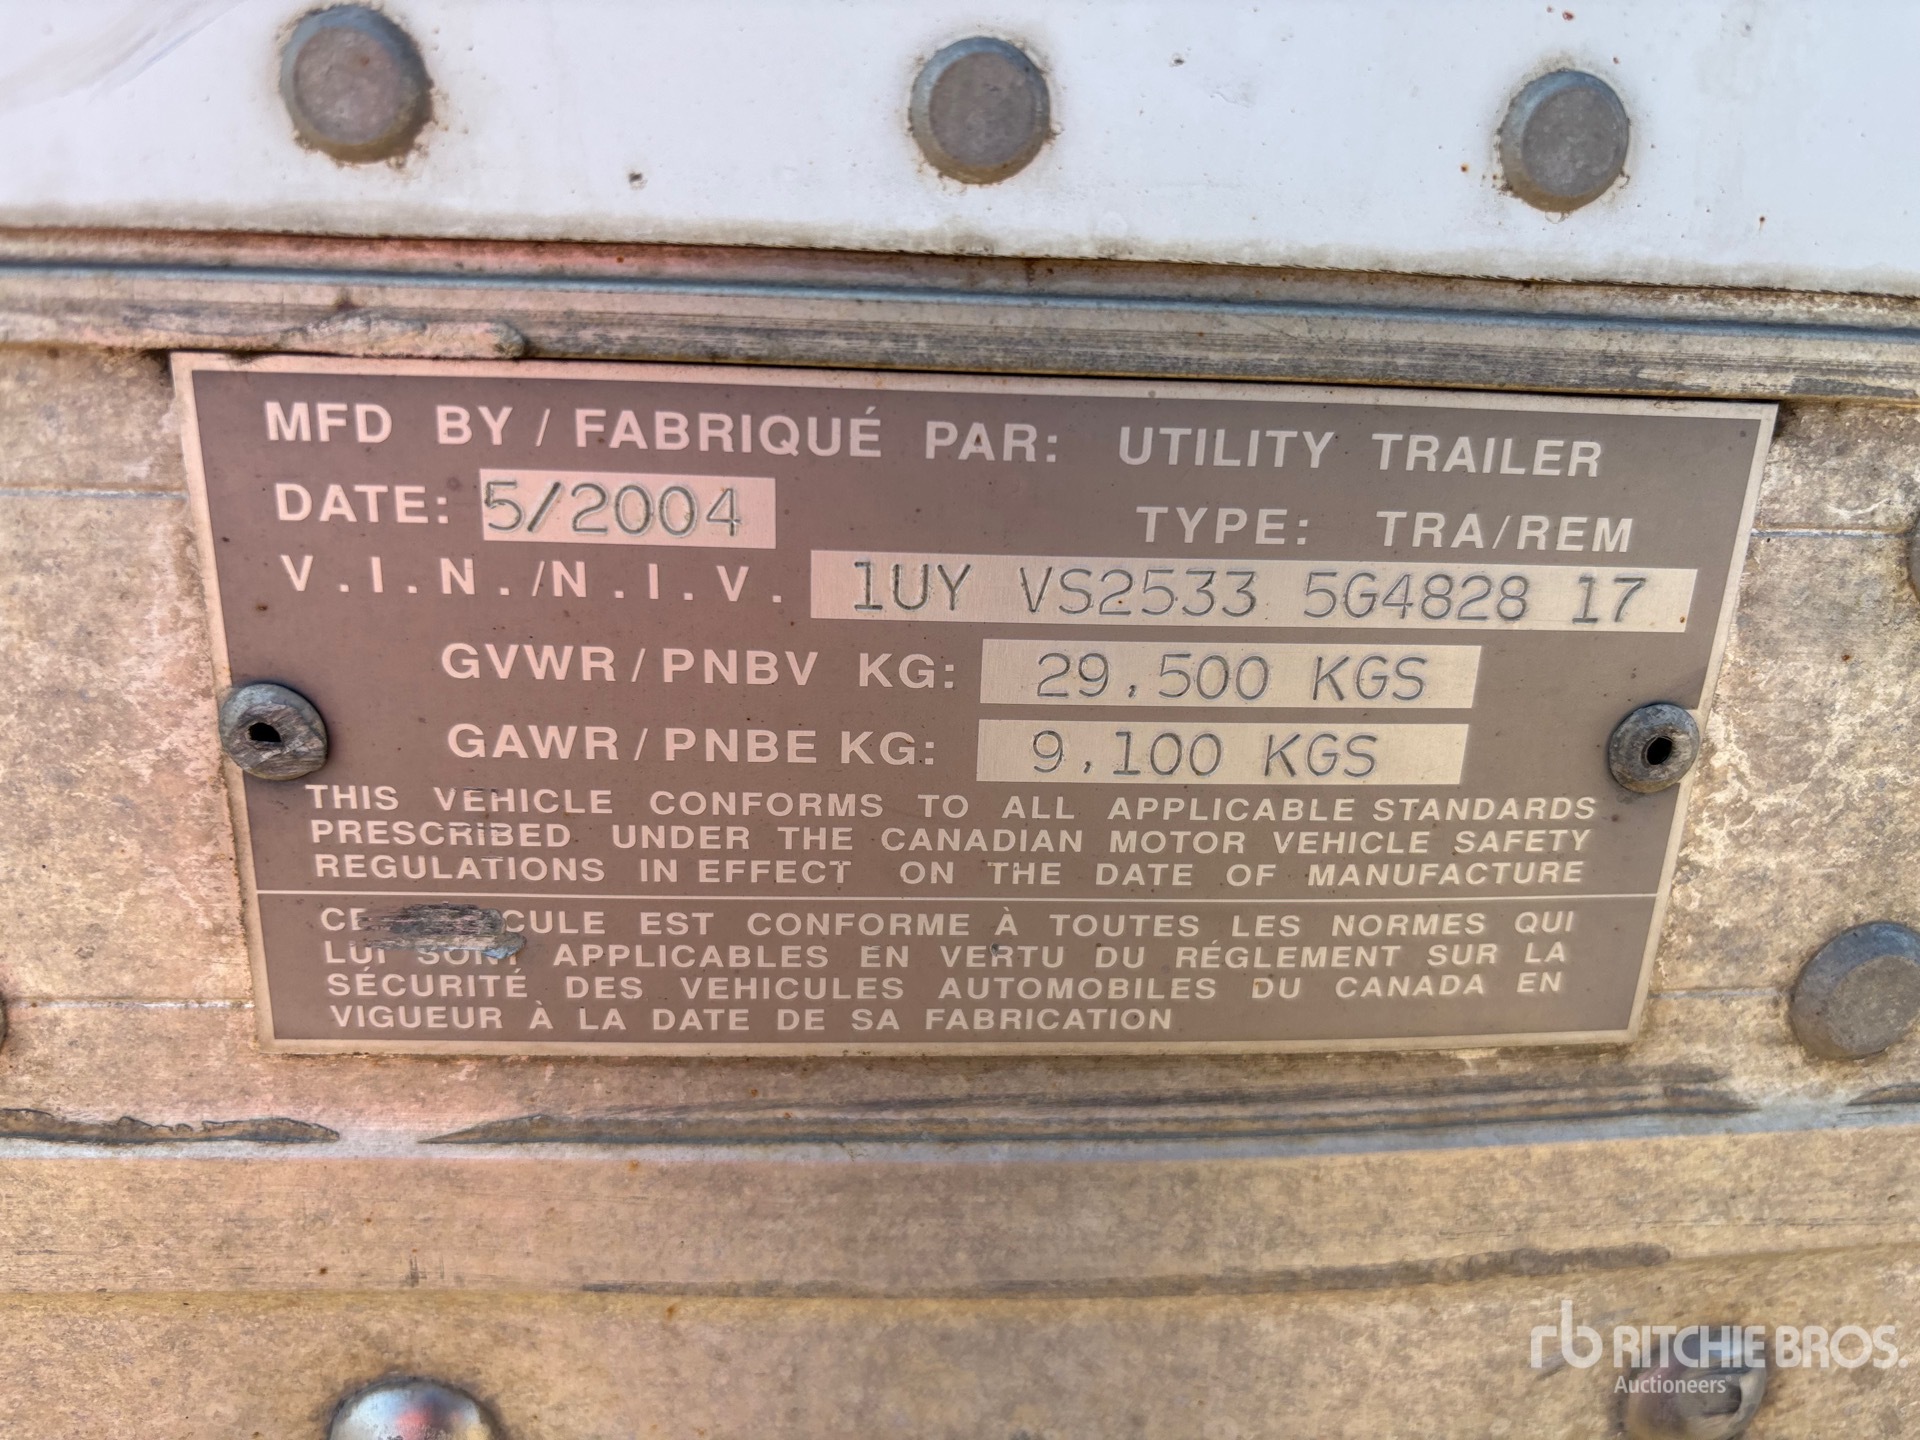 MFD BY / FABRIQUÉ PAR: UTILITY TRAILER
DATE: 5/2004 TYPE: TRA/REM
V.I.N./N.I.V. 1UY VS2533 5G4828 17
GVWR/PNBV KG: 29,500 KGS
GAWR/PNBE KG: 9,100 KGS
THIS VEHICLE CONFORMS TO ALL APPLICABLE STANDARDS
PRESCRIBED UNDER THE CANADIAN MOTOR VEHICLE SAFETY
REGULATIONS IN EFFECT ON THE DATE OF MANUFACTURE
EST CONFORME À TOUTES LES NORMES QUI
LUI SONT APPLICABLES EN VERTU DU RÉGLEMENT SUR LA
SÉCURITÉ DES VEHICULES AUTOMOBILES DU CANADA EN
VIGUEUR À LA DATE DE SA FABRICATION
rb RITCHIE BROS.
Auctioneers